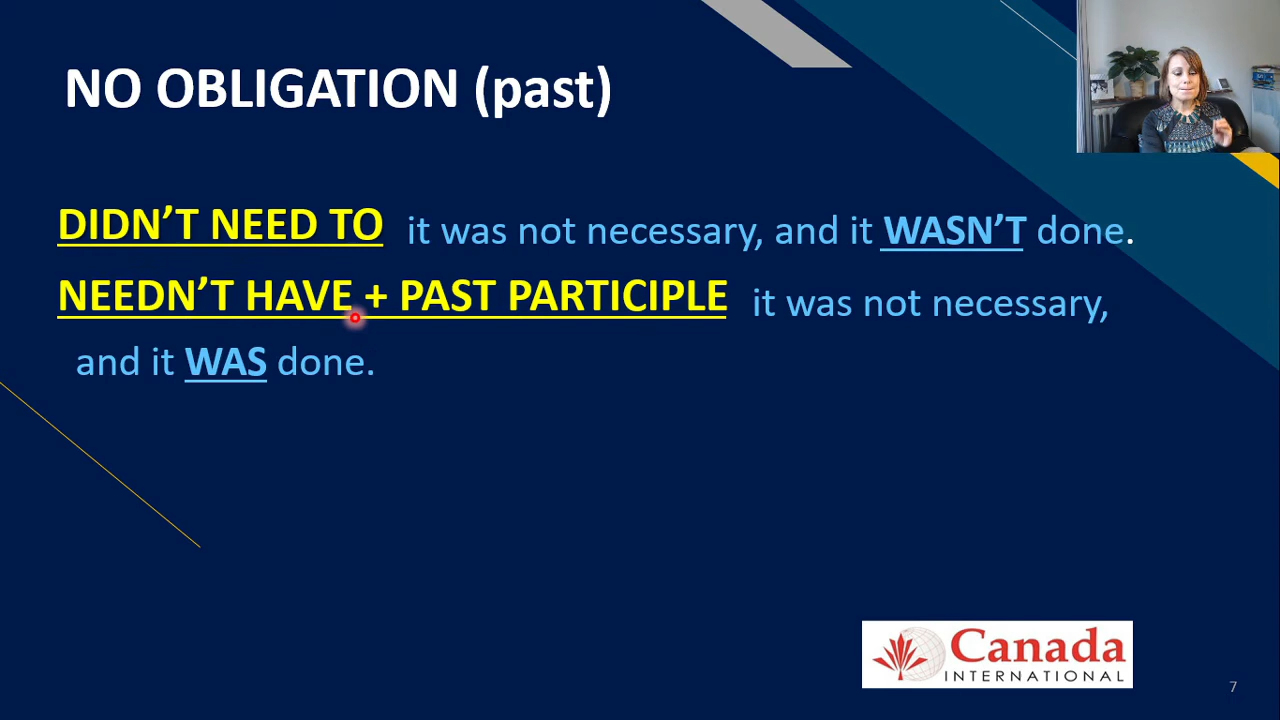 NO OBLIGATION (past)
DIDN’T NEED TO it was not necessary, and it WASN’T done.
NEEDN’T HAVE + PAST PARTICIPLE it was not necessary,
and it WAS done.
Canada
INTERNATIONAL
7